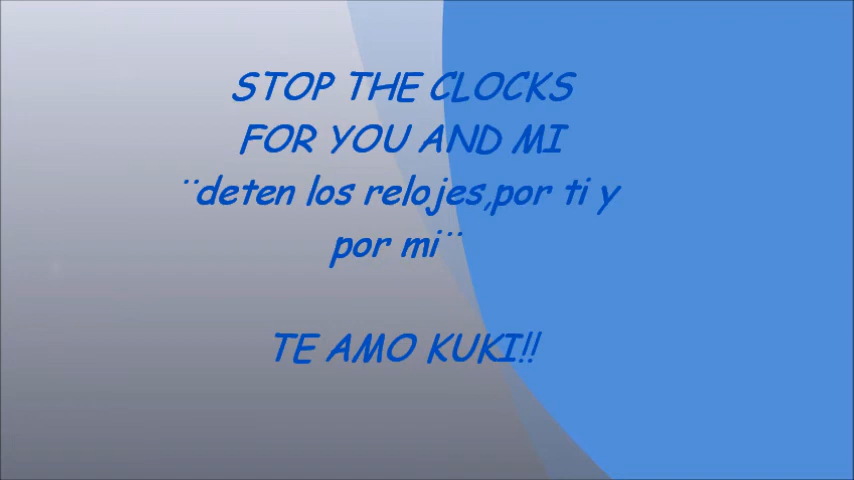 STOP THE CLOCKS
FOR YOU AND MI
¨deten los relojes,por ti y
por mi¨
TE AMO KUKI!!